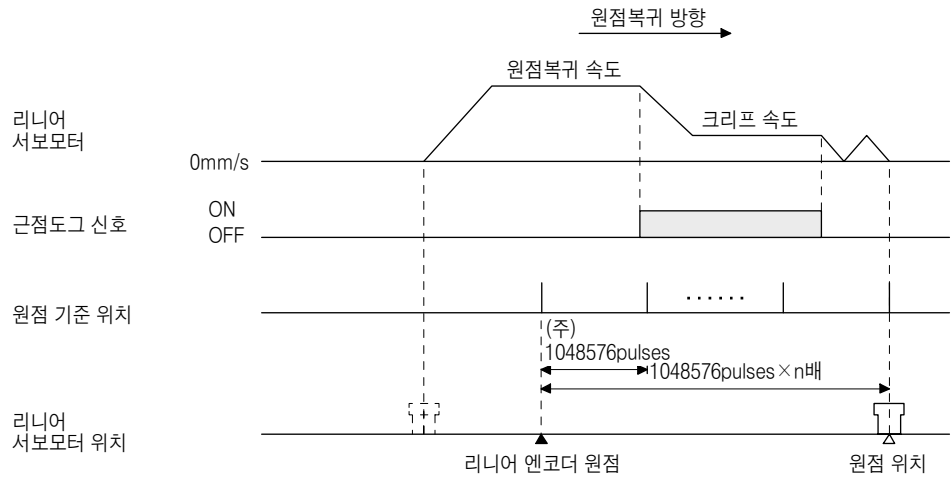 원점복귀 방향
원점복귀 속도
크리프 속도
리니어
서보모터
0mm/s
근점도그 신호
ON
OFF
원점 기준 위치
......
(주)
1048576pulses
1048576pulses×n배
리니어
서보모터 위치
리니어 엔코더 원점
원점 위치